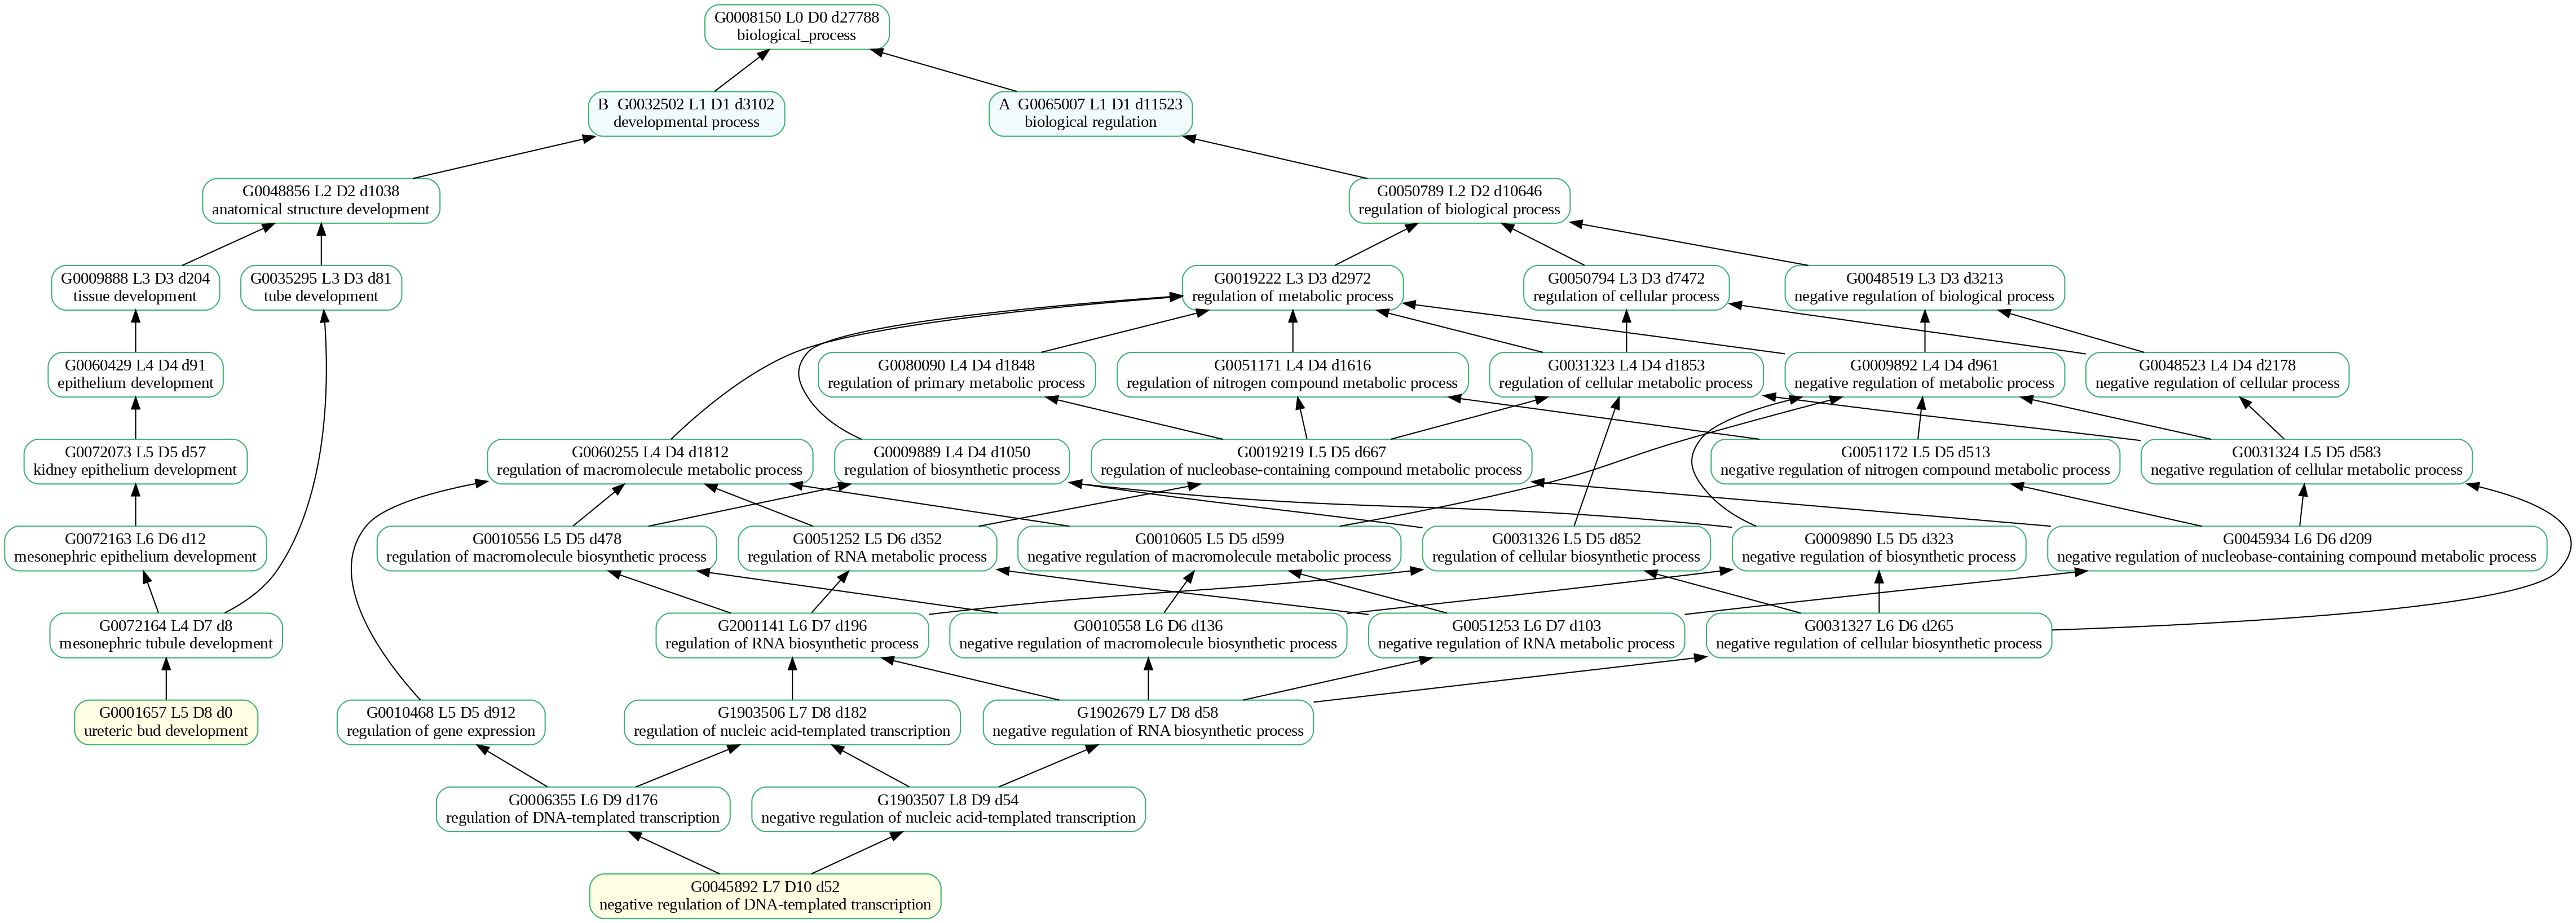 G0008150 L0 D0 d27788
biological_process
B  G0032502 L1 D1 d3102
developmental process
A  G0065007 L1 D1 d11523
biological regulation
G0048856 L2 D2 d1038
anatomical structure development
G0050789 L2 D2 d10646
regulation of biological process
G0009888 L3 D3 d204
tissue development
G0035295 L3 D3 d81
tube development
G0019222 L3 D3 d2972
regulation of metabolic process
G0050794 L3 D3 d7472
regulation of cellular process
G0048519 L3 D3 d3213
negative regulation of biological process
G0060429 L4 D4 d91
epithelium development
G0080090 L4 D4 d1848
regulation of primary metabolic process
G0051171 L4 D4 d1616
regulation of nitrogen compound metabolic process
G0031323 L4 D4 d1853
regulation of cellular metabolic process
G0009892 L4 D4 d961
negative regulation of metabolic process
G0048523 L4 D4 d2178
negative regulation of cellular process
G0072073 L5 D5 d57
kidney epithelium development
G0060255 L4 D4 d1812
regulation of macromolecule metabolic process
G0009889 L4 D4 d1050
regulation of biosynthetic process
G0019219 L5 D5 d667
regulation of nucleobase-containing compound metabolic process
G0051172 L5 D5 d513
negative regulation of nitrogen compound metabolic process
G0031324 L5 D5 d583
negative regulation of cellular metabolic process
G0072163 L6 D6 d12
mesonephric epithelium development
G0010556 L5 D5 d478
regulation of macromolecule biosynthetic process
G0051252 L5 D6 d352
regulation of RNA metabolic process
G0010605 L5 D5 d599
negative regulation of macromolecule metabolic process
G0031326 L5 D5 d852
regulation of cellular biosynthetic process
G0009890 L5 D5 d323
negative regulation of biosynthetic process
G0045934 L6 D6 d209
negative regulation of nucleobase-containing compound metabolic process
G0072164 L4 D7 d8
mesonephric tubule development
G2001141 L6 D7 d196
regulation of RNA biosynthetic process
G0010558 L6 D6 d136
negative regulation of macromolecule biosynthetic process
G0051253 L6 D7 d103
negative regulation of RNA metabolic process
G0031327 L6 D6 d265
negative regulation of cellular biosynthetic process
G0001657 L5 D8 d0
ureteric bud development
G0010468 L5 D5 d912
regulation of gene expression
G1903506 L7 D8 d182
regulation of nucleic acid-templated transcription
G1902679 L7 D8 d58
negative regulation of RNA biosynthetic process
G0006355 L6 D9 d176
regulation of DNA-templated transcription
G1903507 L8 D9 d54
negative regulation of nucleic acid-templated transcription
G0045892 L7 D10 d52
negative regulation of DNA-templated transcription